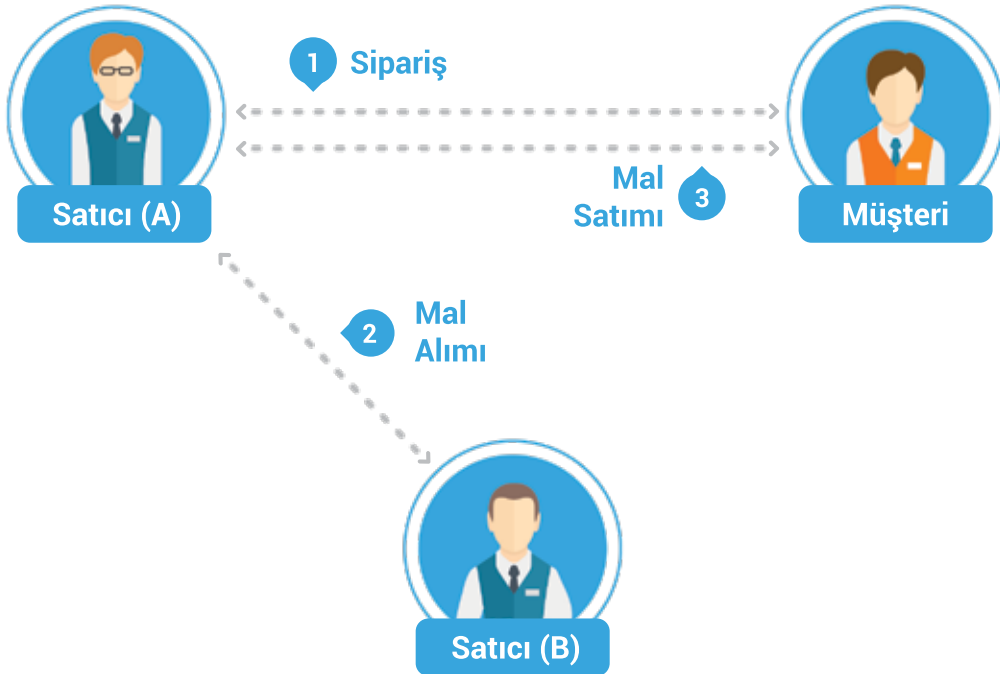 1 Sipariş
Satıcı (A)
Mal
Satımı
3
Müşteri
2
Mal
Alımı
Satıcı (B)